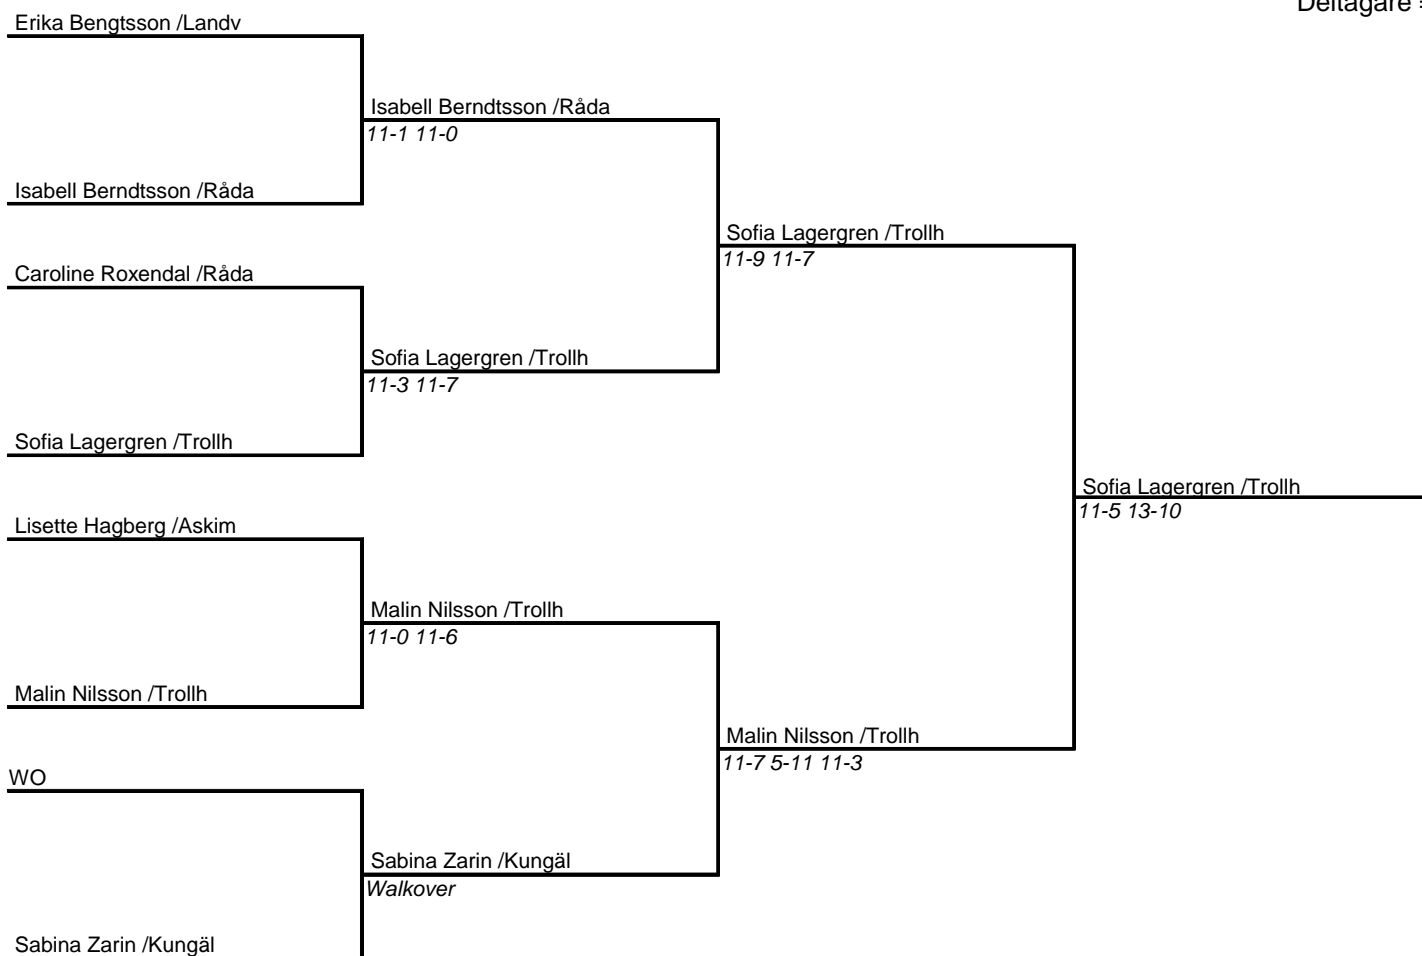 Deltagare =
Erika Bengtsson /Landv
Isabell Berndtsson /Råda
11-1 11-0
Isabell Berndtsson /Råda
Sofia Lagergren /Trollh
11-9 11-7
Caroline Roxendal /Råda
Sofia Lagergren /Trollh
11-3 11-7
Sofia Lagergren /Trollh
Sofia Lagergren /Trollh
11-5 13-10
Lisette Hagberg /Askim
Malin Nilsson /Trollh
11-0 11-6
Malin Nilsson /Trollh
Malin Nilsson /Trollh
11-7 5-11 11-3
WO
Sabina Zarin /Kungäl
Walkover
Sabina Zarin /Kungäl